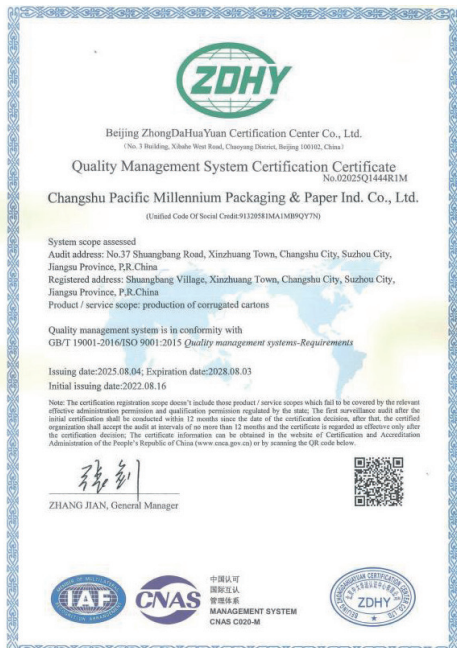 ZDHY
Beijing ZhongDaHuaYuan Certification Center Co., Ltd.
(No. 3 Building, Xibahe West Road, Chaoyang District, Beijing 100102, China)
Quality Management System Certification Certificate
No.02025Q1444R1M
Changshu Pacific Millennium Packaging & Paper Ind. Co., Ltd.
(Unified Code Of Social Credit:91320581MA1MB9QY7N)
System scope assessed
Audit address: No.37 Shuangbang Road, Xinzhuang Town, Changshu City, Suzhou City,
Jiangsu Province, P,R.China
Registered address: Shuangbang Village, Xinzhuang Town, Changshu City, Suzhou City,
Jiangsu Province, P,R.China
Product / service scope: production of corrugated cartons
Quality management system is in conformity with
GB/T 19001-2016/ISO 9001:2015 Quality management systems-Requirements
Issuing date:2025.08.04; Expiration date:2028.08.03
Initial issuing date:2022.08.16
Note: The certification registration scope doesn't include those product / service scopes which fail to be covered by the relevant
effective administration permission and qualification permission regulated by the state; The first surveillance audit after the
initial certification shall be conducted within 12 months since the date of the certification decision, after that, the certified
organization shall accept the audit at intervals of no more than 12 months and the certificate is regarded as effective only after
the certification decision; The certificate information can be obtained in the website of Certification and Accreditation
Administration of the People's Republic of China (www.cnca.gov.cn) or by scanning the QR code below.
张剑
ZHANG JIAN, General Manager
IAF
CNAS
中国认可
国际互认
管理体系
MANAGEMENT SYSTEM
CNAS C020-M
ZDHY